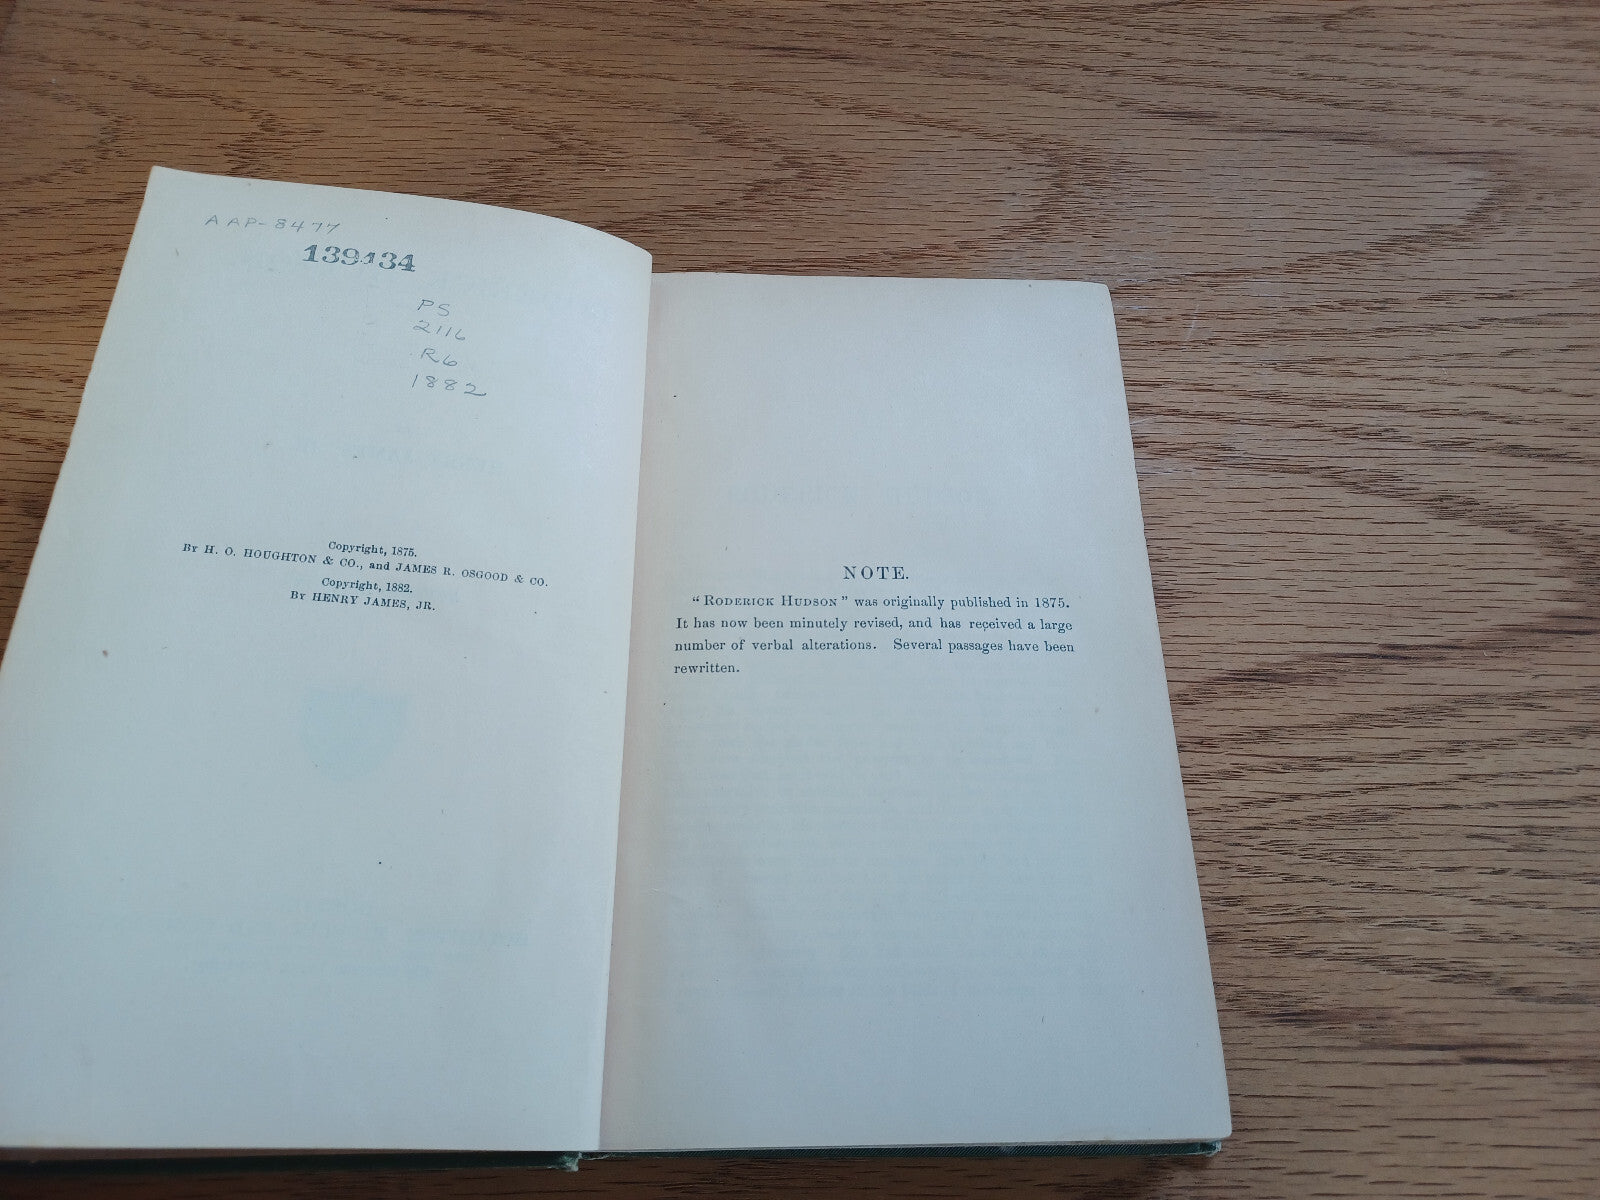 AAP-8477
139134
PS
2116
R6
1882
Copyright, 1875.
By H. O. HOUGHTON & CO., and JAMES R. OSGOOD & CO.
Copyright, 1882.
By HENRY JAMES, JR.
NOTE.
"RODERICK HUDSON" was originally published in 1875.
It has now been minutely revised, and has received a large
number of verbal alterations. Several passages have been
rewritten.